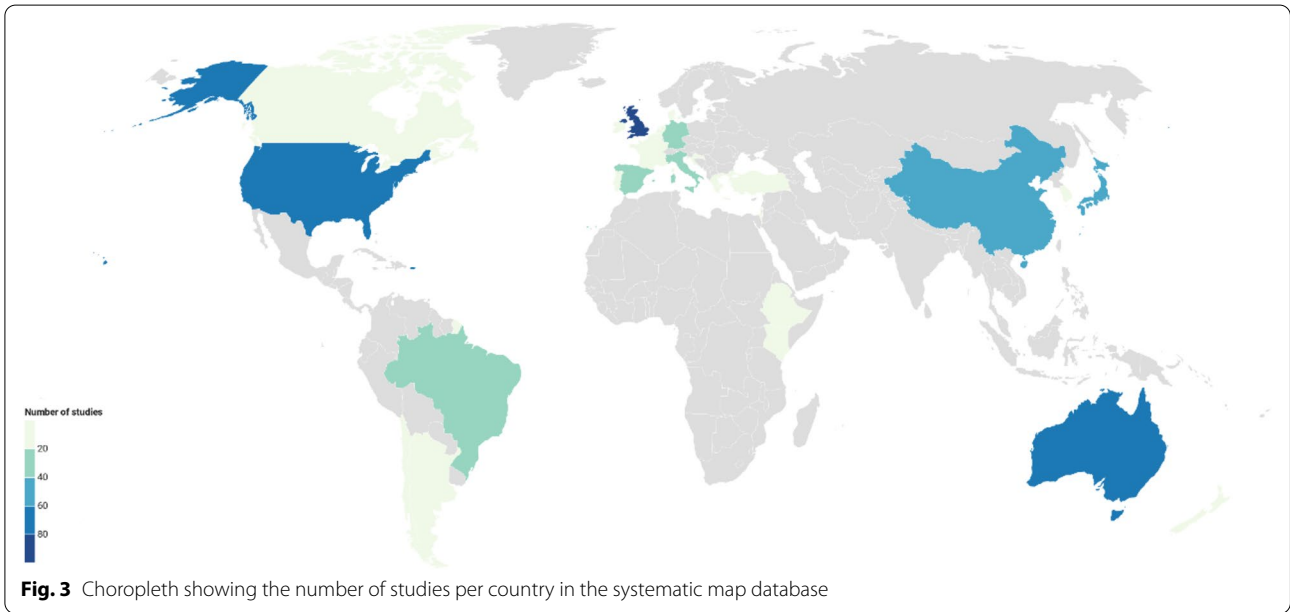 Number of studies
20
40
60
80
Fig. 3 Choropleth showing the number of studies per country in the systematic map database